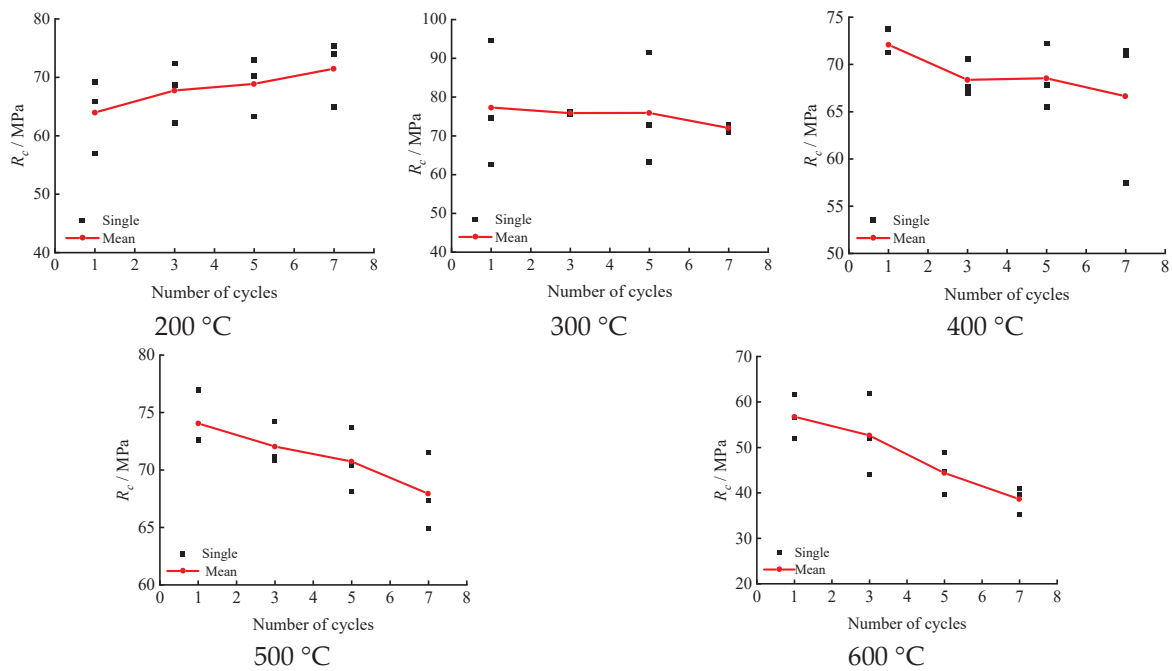 80
70
60
50
40
R_c / MPa
Single
Mean
0 1 2 3 4 5 6 7 8
Number of cycles
200 °C
100
90
80
70
60
50
40
R_c / MPa
Single
Mean
0 1 2 3 4 5 6 7 8
Number of cycles
300 °C
75
70
65
60
55
50
R_c / MPa
Single
Mean
0 1 2 3 4 5 6 7 8
Number of cycles
400 °C
80
75
70
65
60
R_c / MPa
Single
Mean
0 1 2 3 4 5 6 7 8
Number of cycles
500 °C
70
60
50
40
30
20
R_c / MPa
Single
Mean
0 1 2 3 4 5 6 7 8
Number of cycles
600 °C